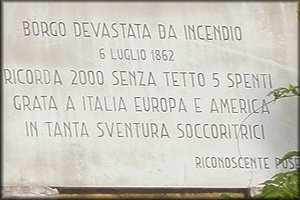 BORGO DEVASTATA DA INCENDIO
6 LUGLIO 1862
RICORDA 2000 SENZA TETTO 5 SPENTI
GRATA A ITALIA EUROPA E AMERICA
IN TANTA SVENTURA SOCCORITRICI
RICONOSCENTE